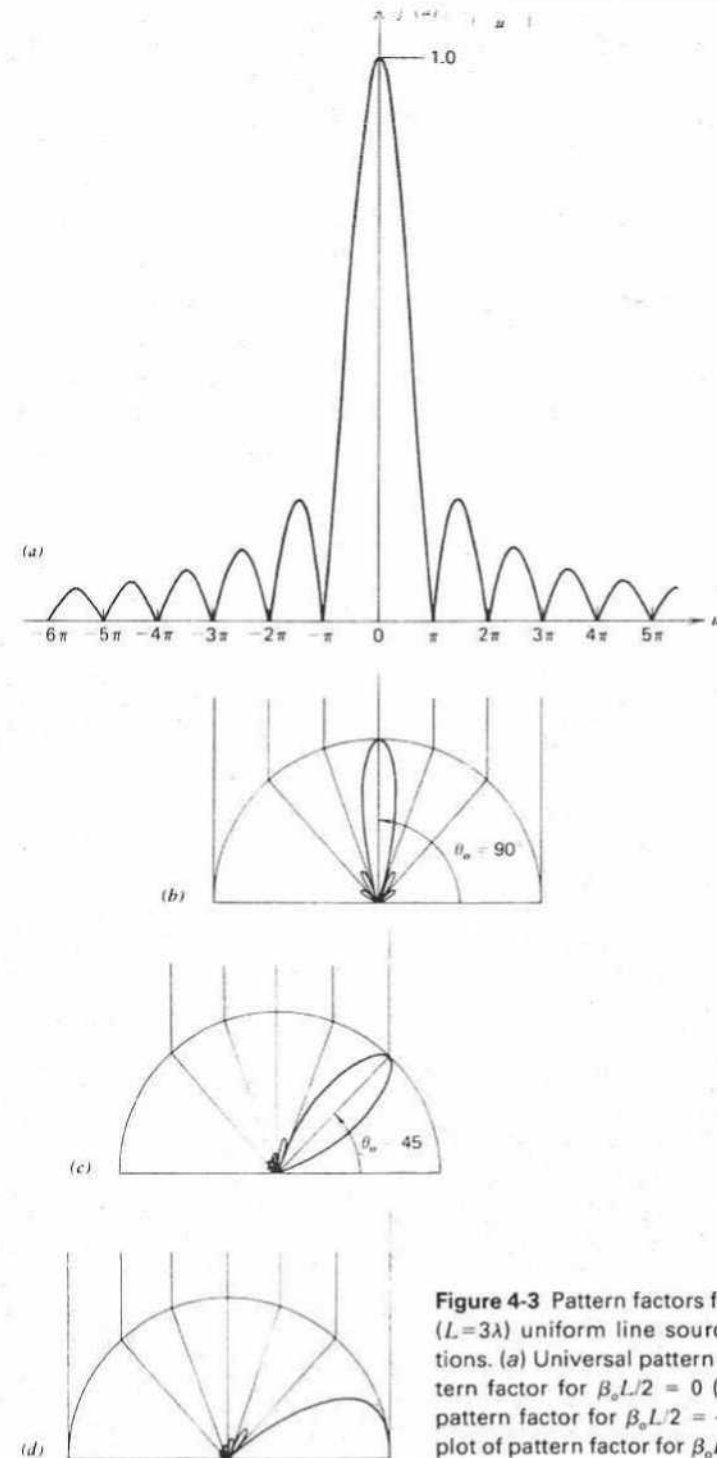 1.0
(a)
-6π -5π -4π -3π -2π -π 0 π 2π 3π 4π 5π
θₒ = 90°
(b)
θₒ 45
(c)
Figure 4-3 Pattern factors f
(L=3λ) uniform line sourc
tions. (a) Universal pattern
tern factor for βₒL/2 = 0 (
pattern factor for βₒL/2 =
plot of pattern factor for βₒ
(d)